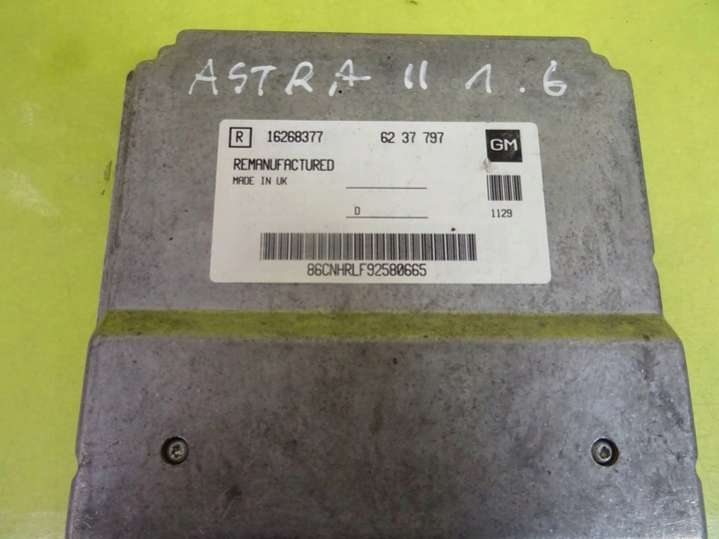 ASTRA II 1.6
R 16268377 62 37 797 GM
REMANUFACTURED
MADE IN UK
D
1129
86CNHRLF92580665